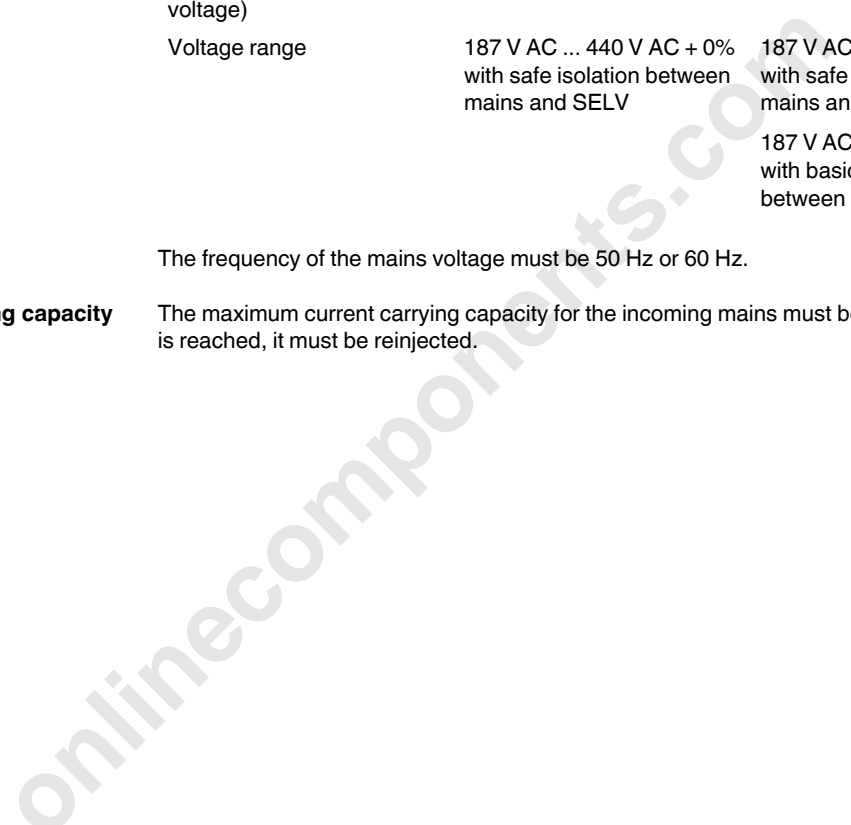 voltage)
Voltage range 187 V AC ... 440 V AC + 0% 187 V AC
with safe isolation between with safe
mains and SELV mains an
187 V AC
with basic
between
The frequency of the mains voltage must be 50 Hz or 60 Hz.
g capacity The maximum current carrying capacity for the incoming mains must be
is reached, it must be reinjected.
onlinecomponents.com